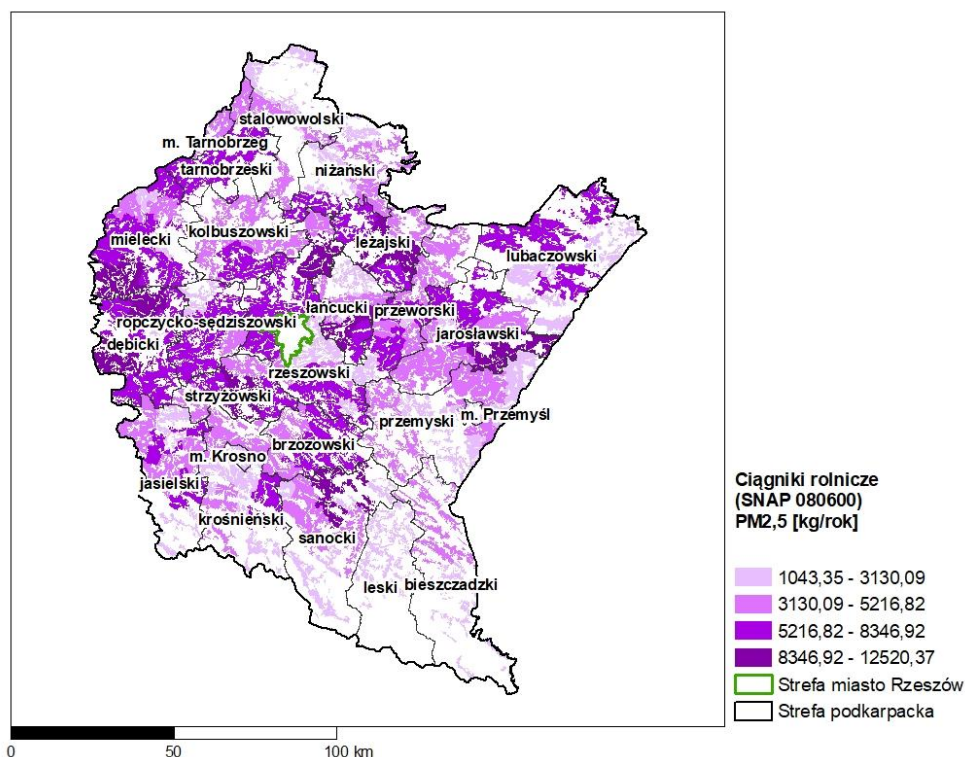 stalowowolski
m. Tarnobrzeg
tarnobrzeski
niżański
kolbuszowski
mielecki
leżajski
lubaczowski
łańcucki
przeworski
ropczycko-sędziszowski
jarosławski
dębicki
rzeszowski
strzyżowski
m. Przemyśl
przemyski
brzozowski
m. Krosno
jasielski
krośnieński
sanocki
leski
bieszczadzki
Ciągniki rolnicze
(SNAP 080600)
PM2,5 [kg/rok]
1043,35 - 3130,09
3130,09 - 5216,82
5216,82 - 8346,92
8346,92 - 12520,37
Strefa miasto Rzeszów
Strefa podkarpacka
0 50 100 km